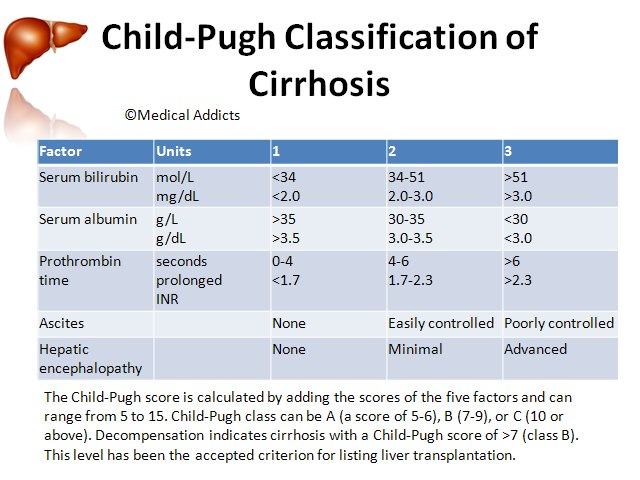 Child-Pugh Classification of
Cirrhosis
©Medical Addicts
Factor Units 1 2 3
Serum bilirubin mol/L <34 34-51 >51
mg/dL <2.0 2.0-3.0 >3.0
Serum albumin g/L >35 30-35 <30
g/dL >3.5 3.0-3.5 <3.0
Prothrombin seconds 0-4 4-6 >6
time prolonged <1.7 1.7-2.3 >2.3
INR
Ascites None Easily controlled Poorly controlled
Hepatic None Minimal Advanced
encephalopathy
The Child-Pugh score is calculated by adding the scores of the five factors and can
range from 5 to 15. Child-Pugh class can be A (a score of 5-6), B (7-9), or C (10 or
above). Decompensation indicates cirrhosis with a Child-Pugh score of >7 (class B).
This level has been the accepted criterion for listing liver transplantation.